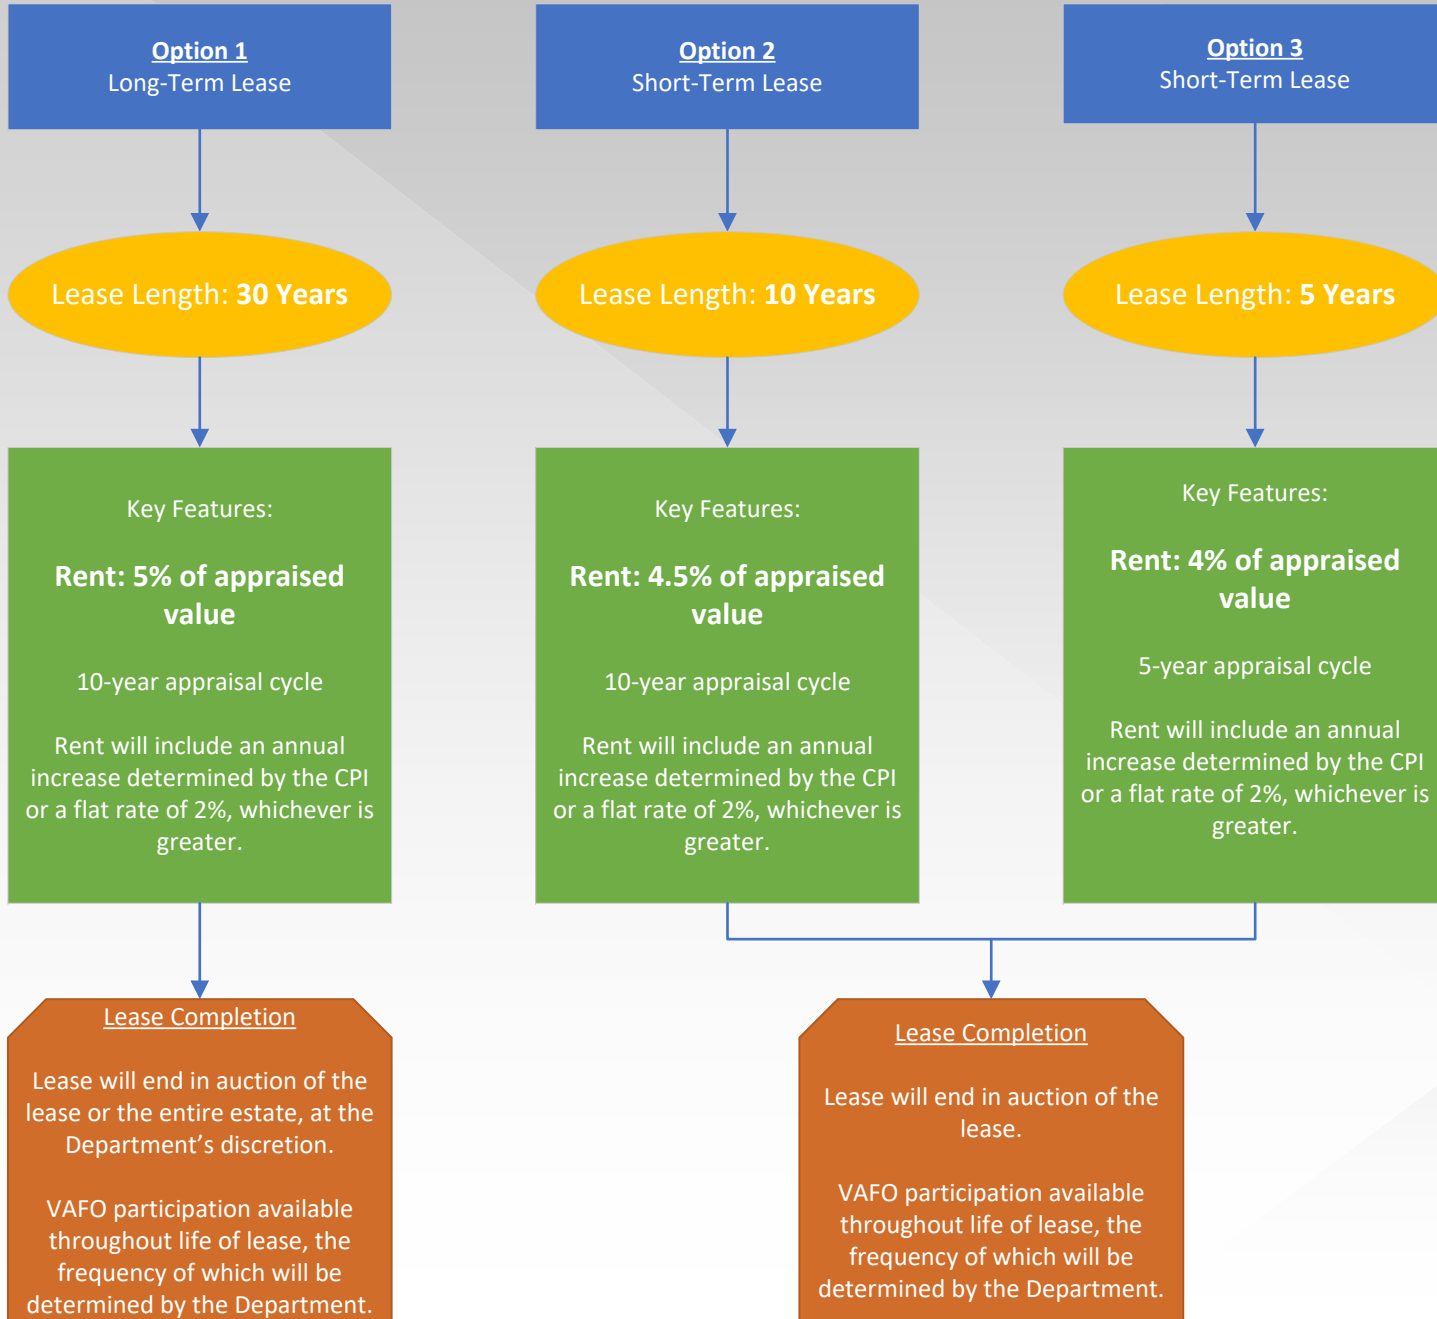 Option 1
Long-Term Lease
Lease Length: 30 Years
Key Features:
Rent: 5% of appraised
value
10-year appraisal cycle
Rent will include an annual
increase determined by the CPI
or a flat rate of 2%, whichever is
greater.
Lease Completion
Lease will end in auction of the
lease or the entire estate, at the
Department’s discretion.
VAFO participation available
throughout life of lease, the
frequency of which will be
determined by the Department.
Option 2
Short-Term Lease
Lease Length: 10 Years
Key Features:
Rent: 4.5% of appraised
value
10-year appraisal cycle
Rent will include an annual
increase determined by the CPI
or a flat rate of 2%, whichever is
greater.
Option 3
Short-Term Lease
Lease Length: 5 Years
Key Features:
Rent: 4% of appraised
value
5-year appraisal cycle
Rent will include an annual
increase determined by the CPI
or a flat rate of 2%, whichever is
greater.
Lease Completion
Lease will end in auction of the
lease.
VAFO participation available
throughout life of lease, the
frequency of which will be
determined by the Department.